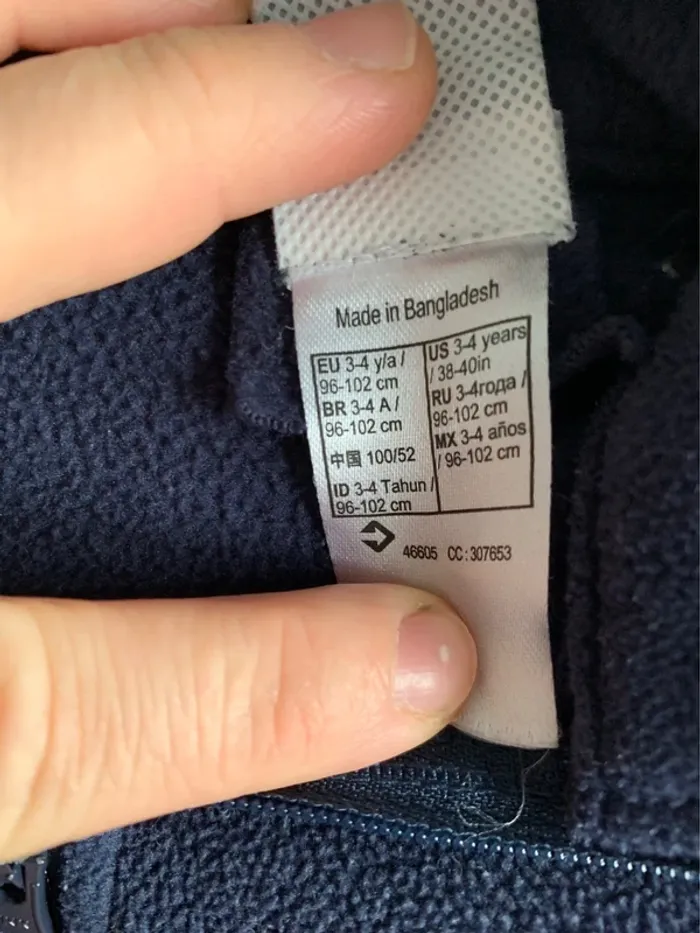 Made in Bangladesh
EU 3-4 y/a /
96-102 cm
BR 3-4 A /
96-102 cm
中国 100/52
ID 3-4 Tahun /
96-102 cm
US 3-4 years
/ 38-40in
RU 3-4года /
96-102 cm
MX 3-4 años
/ 96-102 cm
46605 CC:307653